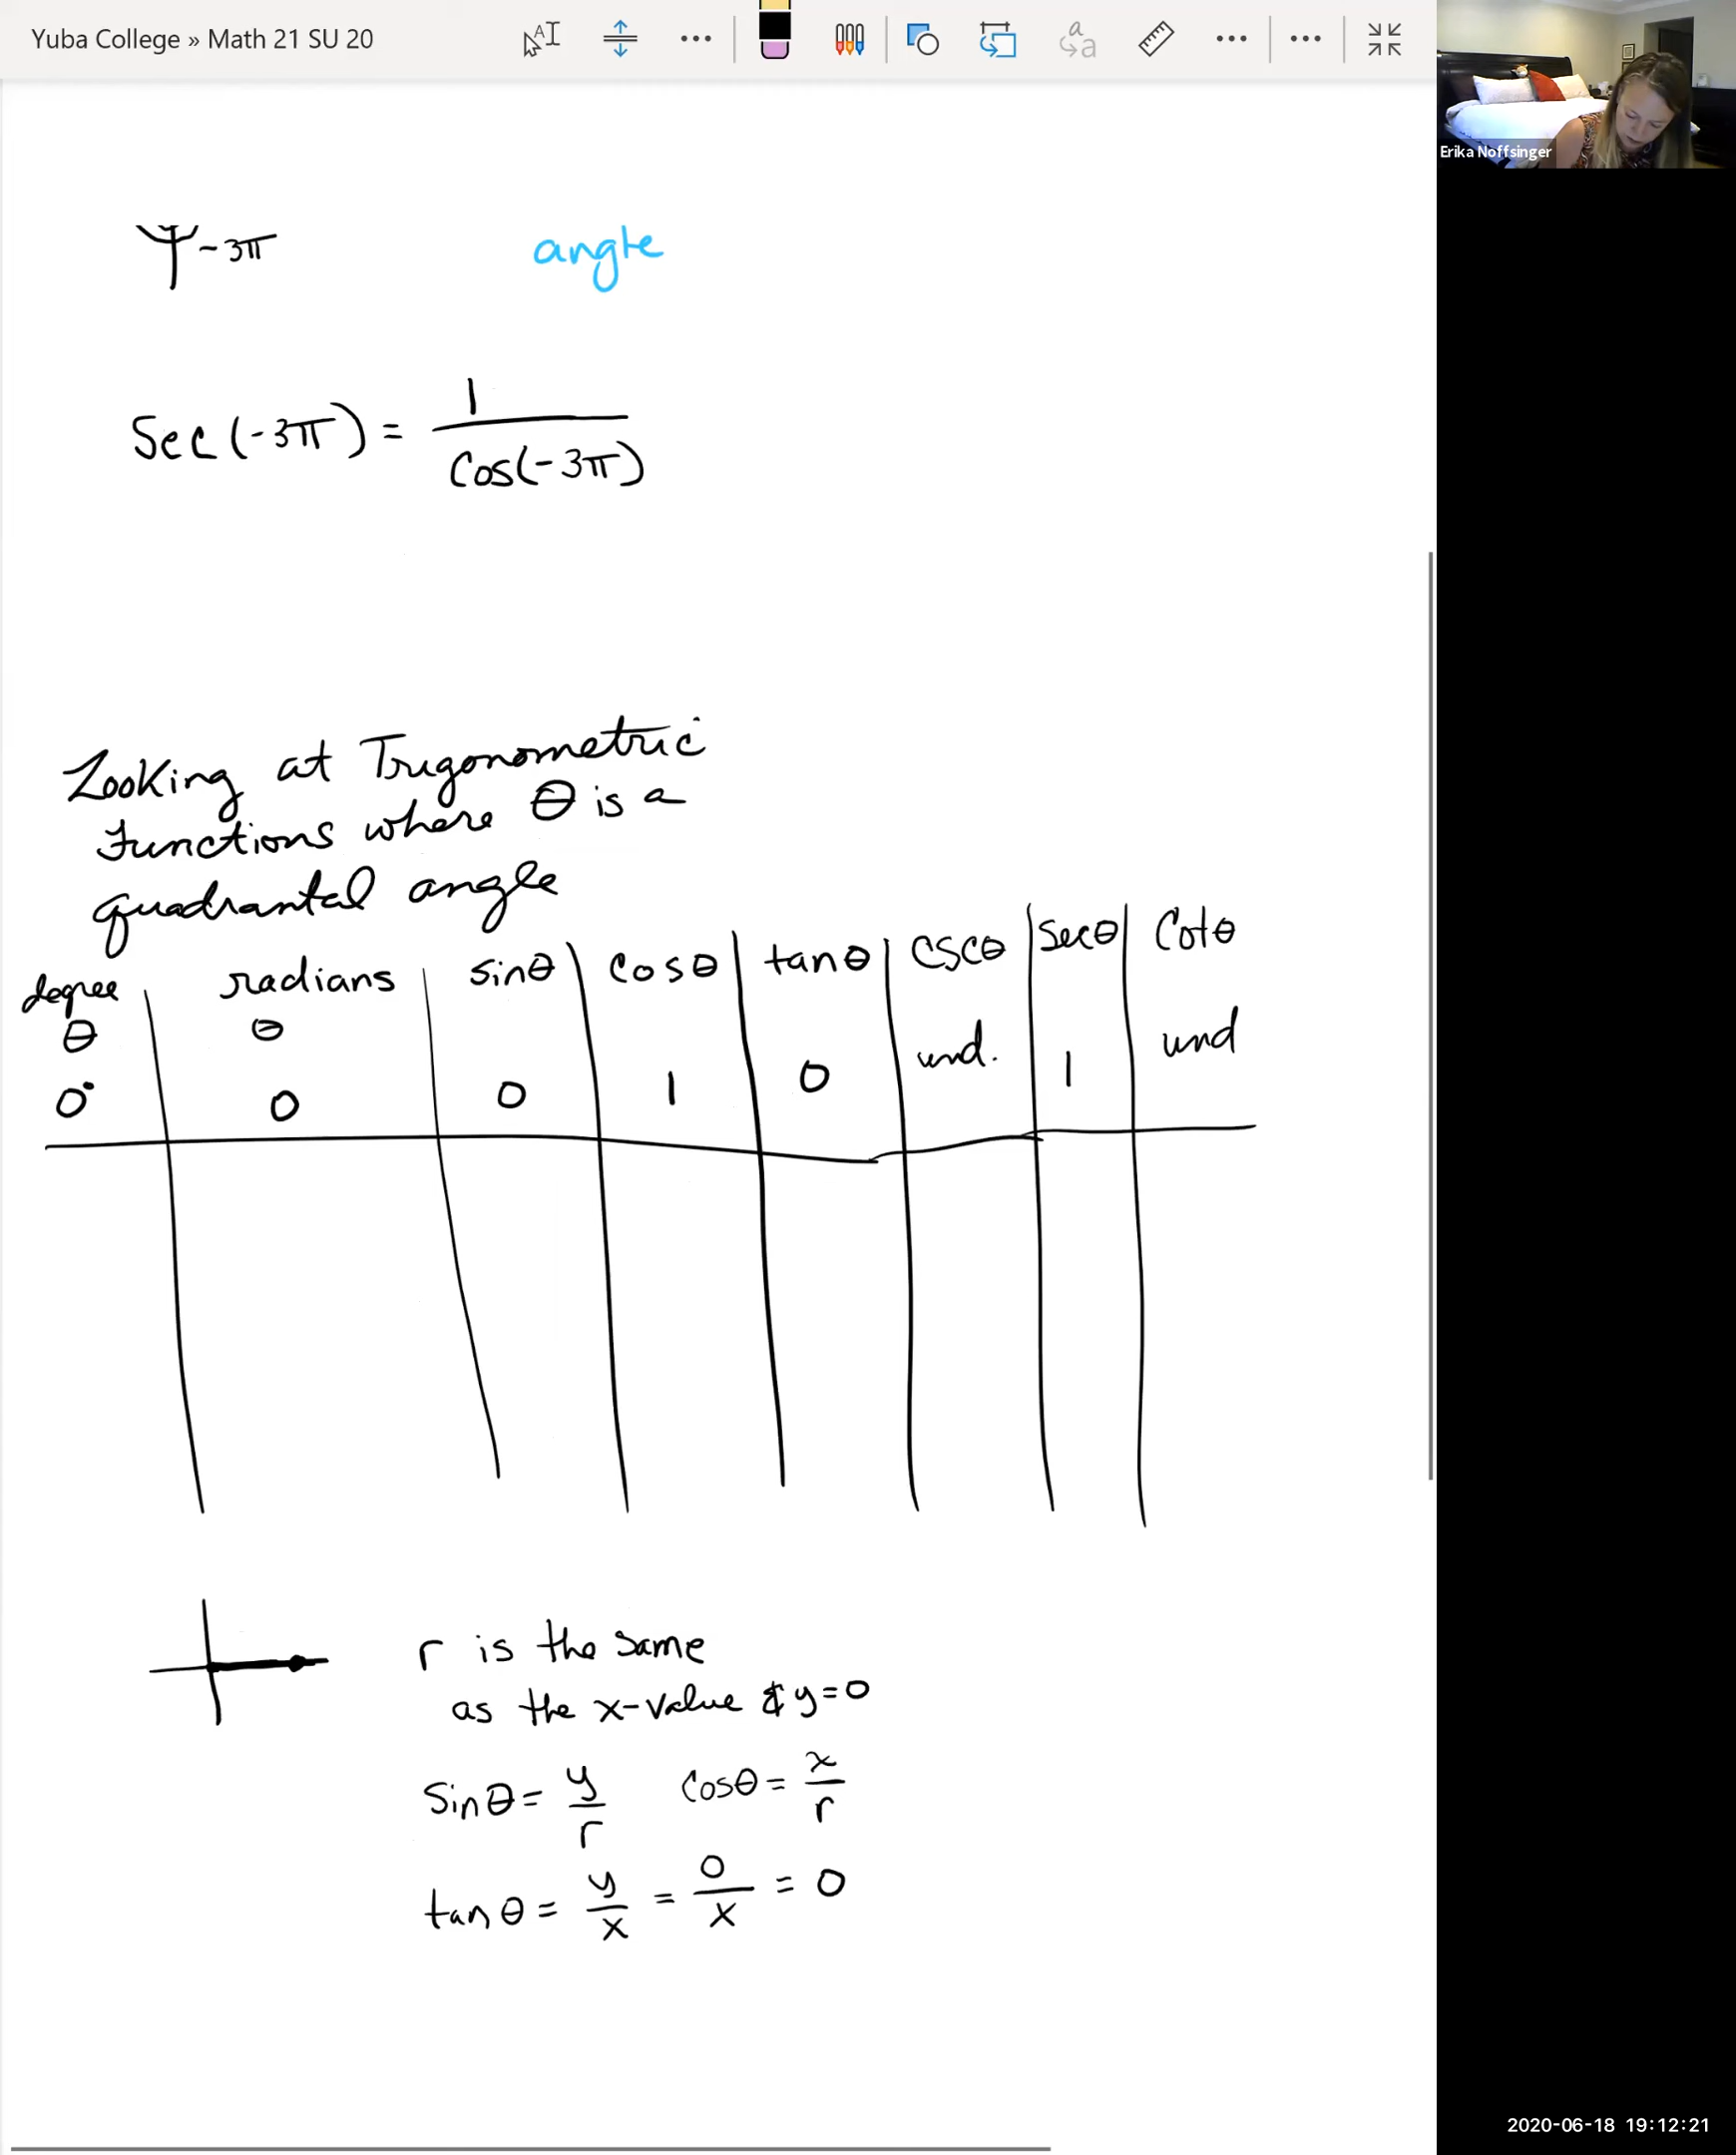 Yuba College » Math 21 SU 20
Erika Noffsinger
-3π
angle
Sec(-3π) = 1/Cos(-3π)
Looking at Trigonometric
Functions where θ is a
quadrantal angle
degree θ radians θ sinθ cosθ tanθ cscθ secθ cotθ
0° 0 0 1 0 und. 1 und
r is the same
as the x-value & y=0
Sinθ = y/r Cosθ = x/r
tanθ = y/x = 0/x = 0
2020-06-18 19:12:21